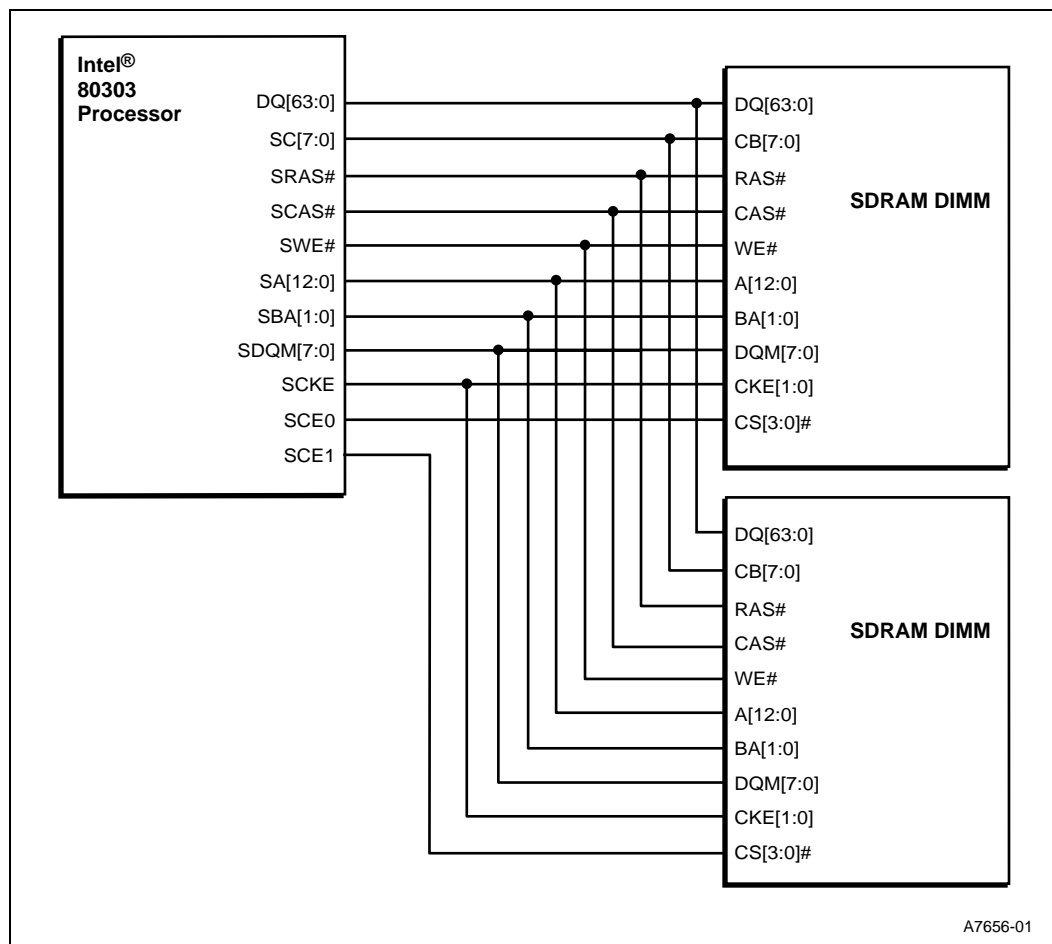 Intel®
80303
Processor
DQ[63:0]
SC[7:0]
SRAS#
SCAS#
SWE#
SA[12:0]
SBA[1:0]
SDQM[7:0]
SCKE
SCE0
SCE1
DQ[63:0]
CB[7:0]
RAS#
CAS#
WE#
A[12:0]
BA[1:0]
DQM[7:0]
CKE[1:0]
CS[3:0]#
SDRAM DIMM
DQ[63:0]
CB[7:0]
RAS#
CAS#
WE#
A[12:0]
BA[1:0]
DQM[7:0]
CKE[1:0]
CS[3:0]#
SDRAM DIMM
A7656-01